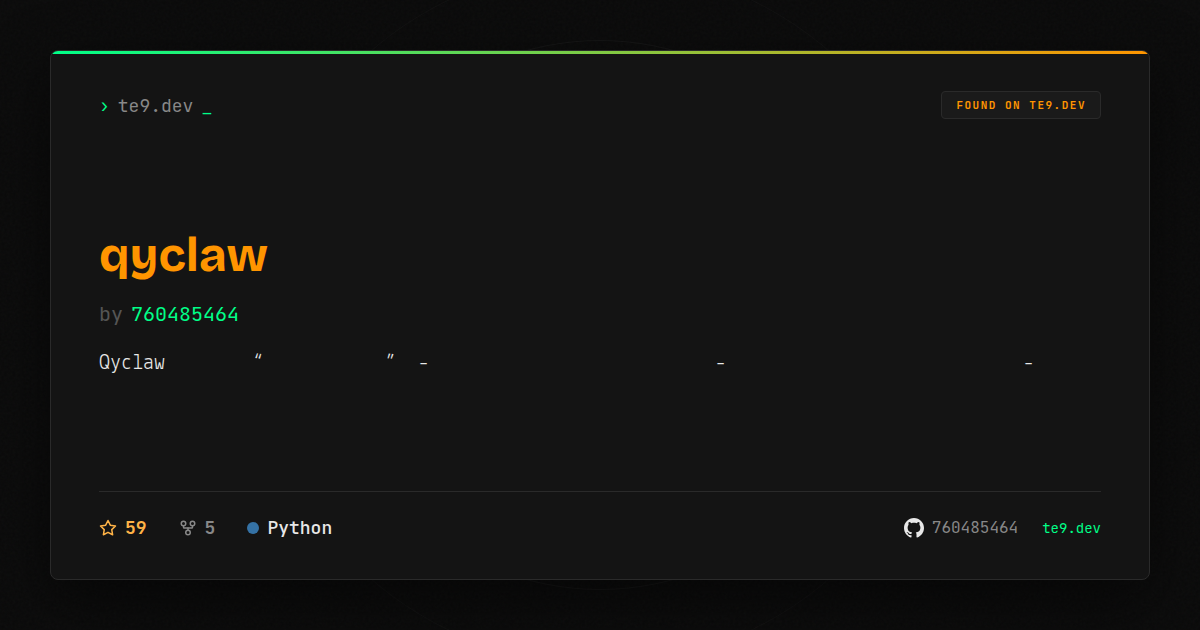 › te9.dev _
FOUND ON TE9.DEV
qyclaw
by 760485464
Qyclaw “ ” - - -
59 5 Python 760485464 te9.dev